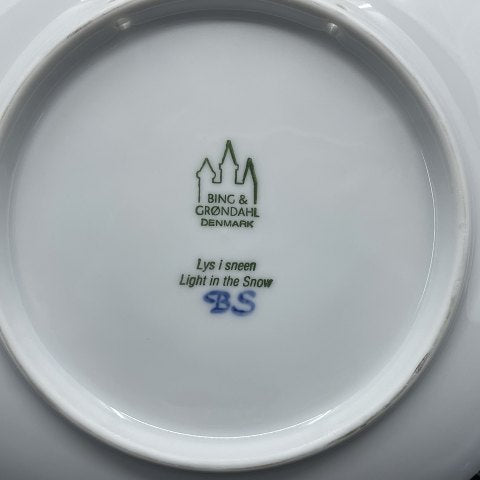 BING &
GRØNDAHL
DENMARK
Lys i sneen
Light in the Snow
BS